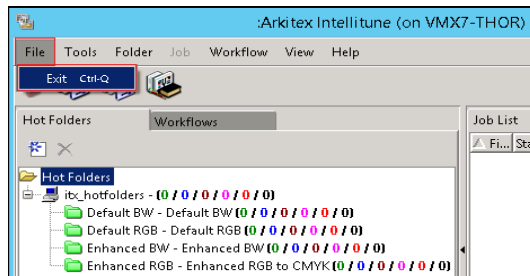 :Arkitex Intellitune (on VMX7-THOR)
File Tools Folder Job Workflow View Help
Exit Ctrl-Q
Hot Folders Workflows Job List
Fi... Sta
Hot Folders
itx_hotfolders - (0 / 0 / 0 / 0 / 0 / 0)
Default BW - Default BW (0 / 0 / 0 / 0 / 0 / 0)
Default RGB - Default RGB (0 / 0 / 0 / 0 / 0 / 0)
Enhanced BW - Enhanced BW (0 / 0 / 0 / 0 / 0 / 0)
Enhanced RGB - Enhanced RGB to CMYK (0 / 0 / 0 / 0 / 0 / 0)